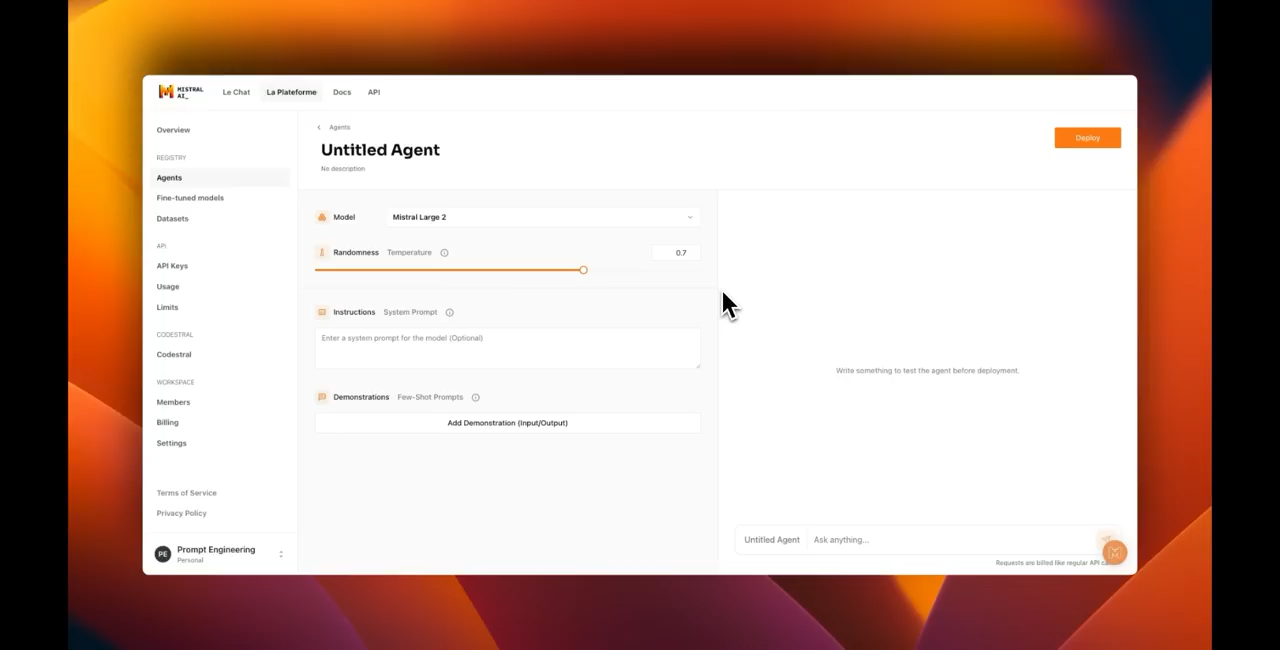 MISTRAL
AI_
Le Chat
La Plateforme
Docs
API
Overview
REGISTRY
Agents
Fine-tuned models
Datasets
API
API Keys
Usage
Limits
CODESTRAL
Codestral
WORKSPACE
Members
Billing
Settings
Terms of Service
Privacy Policy
PE
Prompt Engineering
Personal
Agents
Untitled Agent
No description
Deploy
Model
Mistral Large 2
Randomness Temperature
0.7
Instructions System Prompt
Enter a system prompt for the model (Optional)
Demonstrations Few-Shot Prompts
Add Demonstration (Input/Output)
Write something to test the agent before deployment.
Untitled Agent
Ask anything...
Requests are billed like regular API